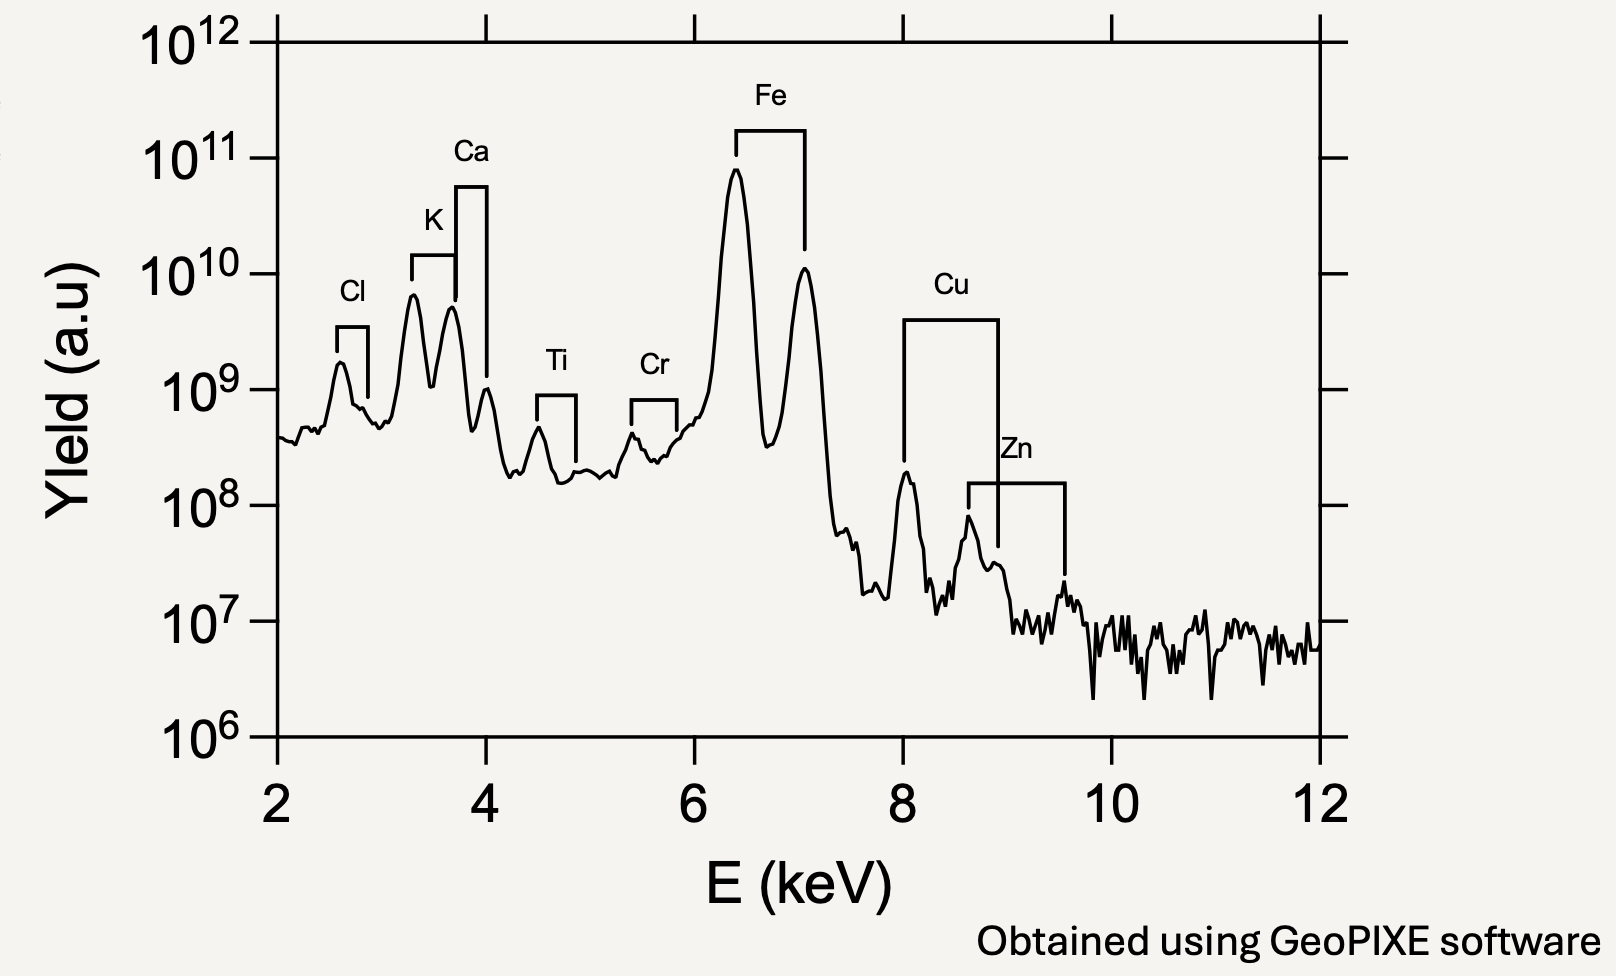 10¹²
Fe
10¹¹
Ca
K
10¹⁰
Cl
Cu
Ti
Cr
10⁹
Zn
10⁸
10⁷
10⁶
Yleld (a.u)
2 4 6 8 10 12
E (keV)
Obtained using GeoPIXE software